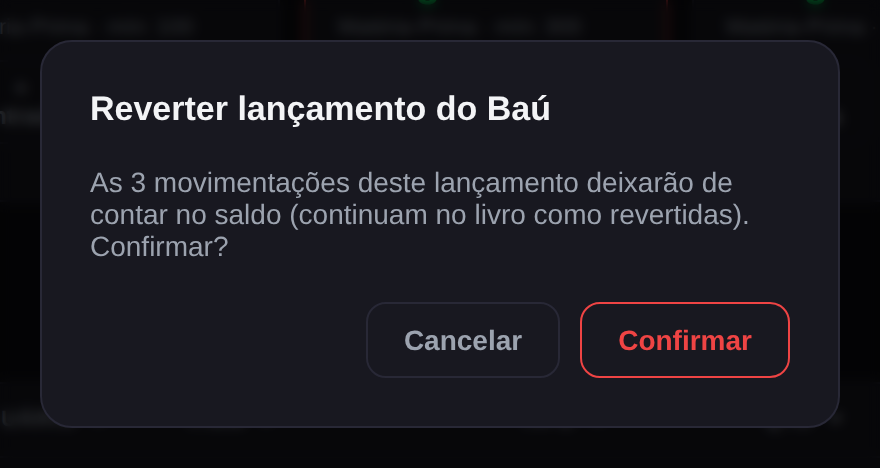 Reverter lançamento do Baú
As 3 movimentações deste lançamento deixarão de
contar no saldo (continuam no livro como revertidas).
Confirmar?
Cancelar
Confirmar